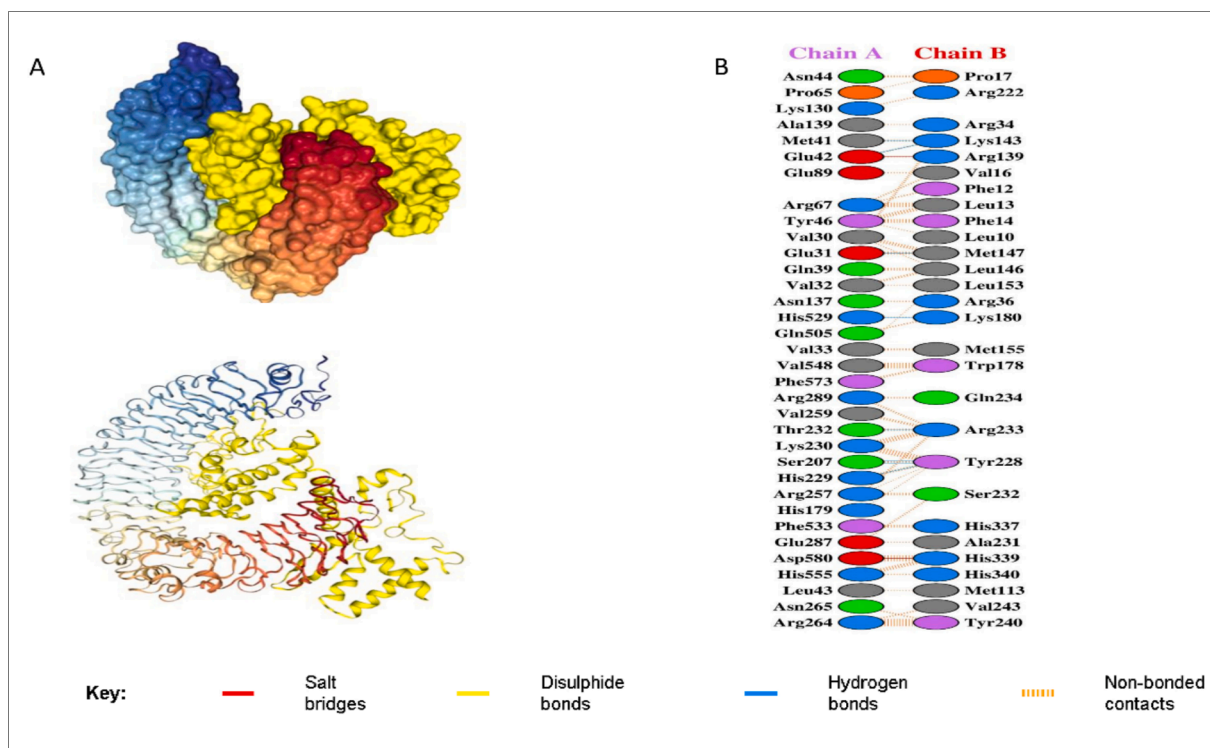 A
B
Chain A Chain B
Asn44 Pro17
Pro65 Arg222
Lys130
Ala139 Arg34
Met41 Lys143
Glu42 Arg139
Glu89 Val16
Phe12
Arg67 Leu13
Tyr46 Phe14
Val30 Leu10
Glu31 Met147
Gln39 Leu146
Val32 Leu153
Asn137 Arg36
His529 Lys180
Gln505
Val33 Met155
Val548 Trp178
Phe573
Arg289 Gln234
Val259
Thr232 Arg233
Lys230
Ser207 Tyr228
His229
Arg257 Ser232
His179
Phe533 His337
Glu287 Ala231
Asp580 His339
His555 His340
Leu43 Met113
Asn265 Val243
Arg264 Tyr240
Key:
Salt
bridges
Disulphide
bonds
Hydrogen
bonds
Non-bonded
contacts